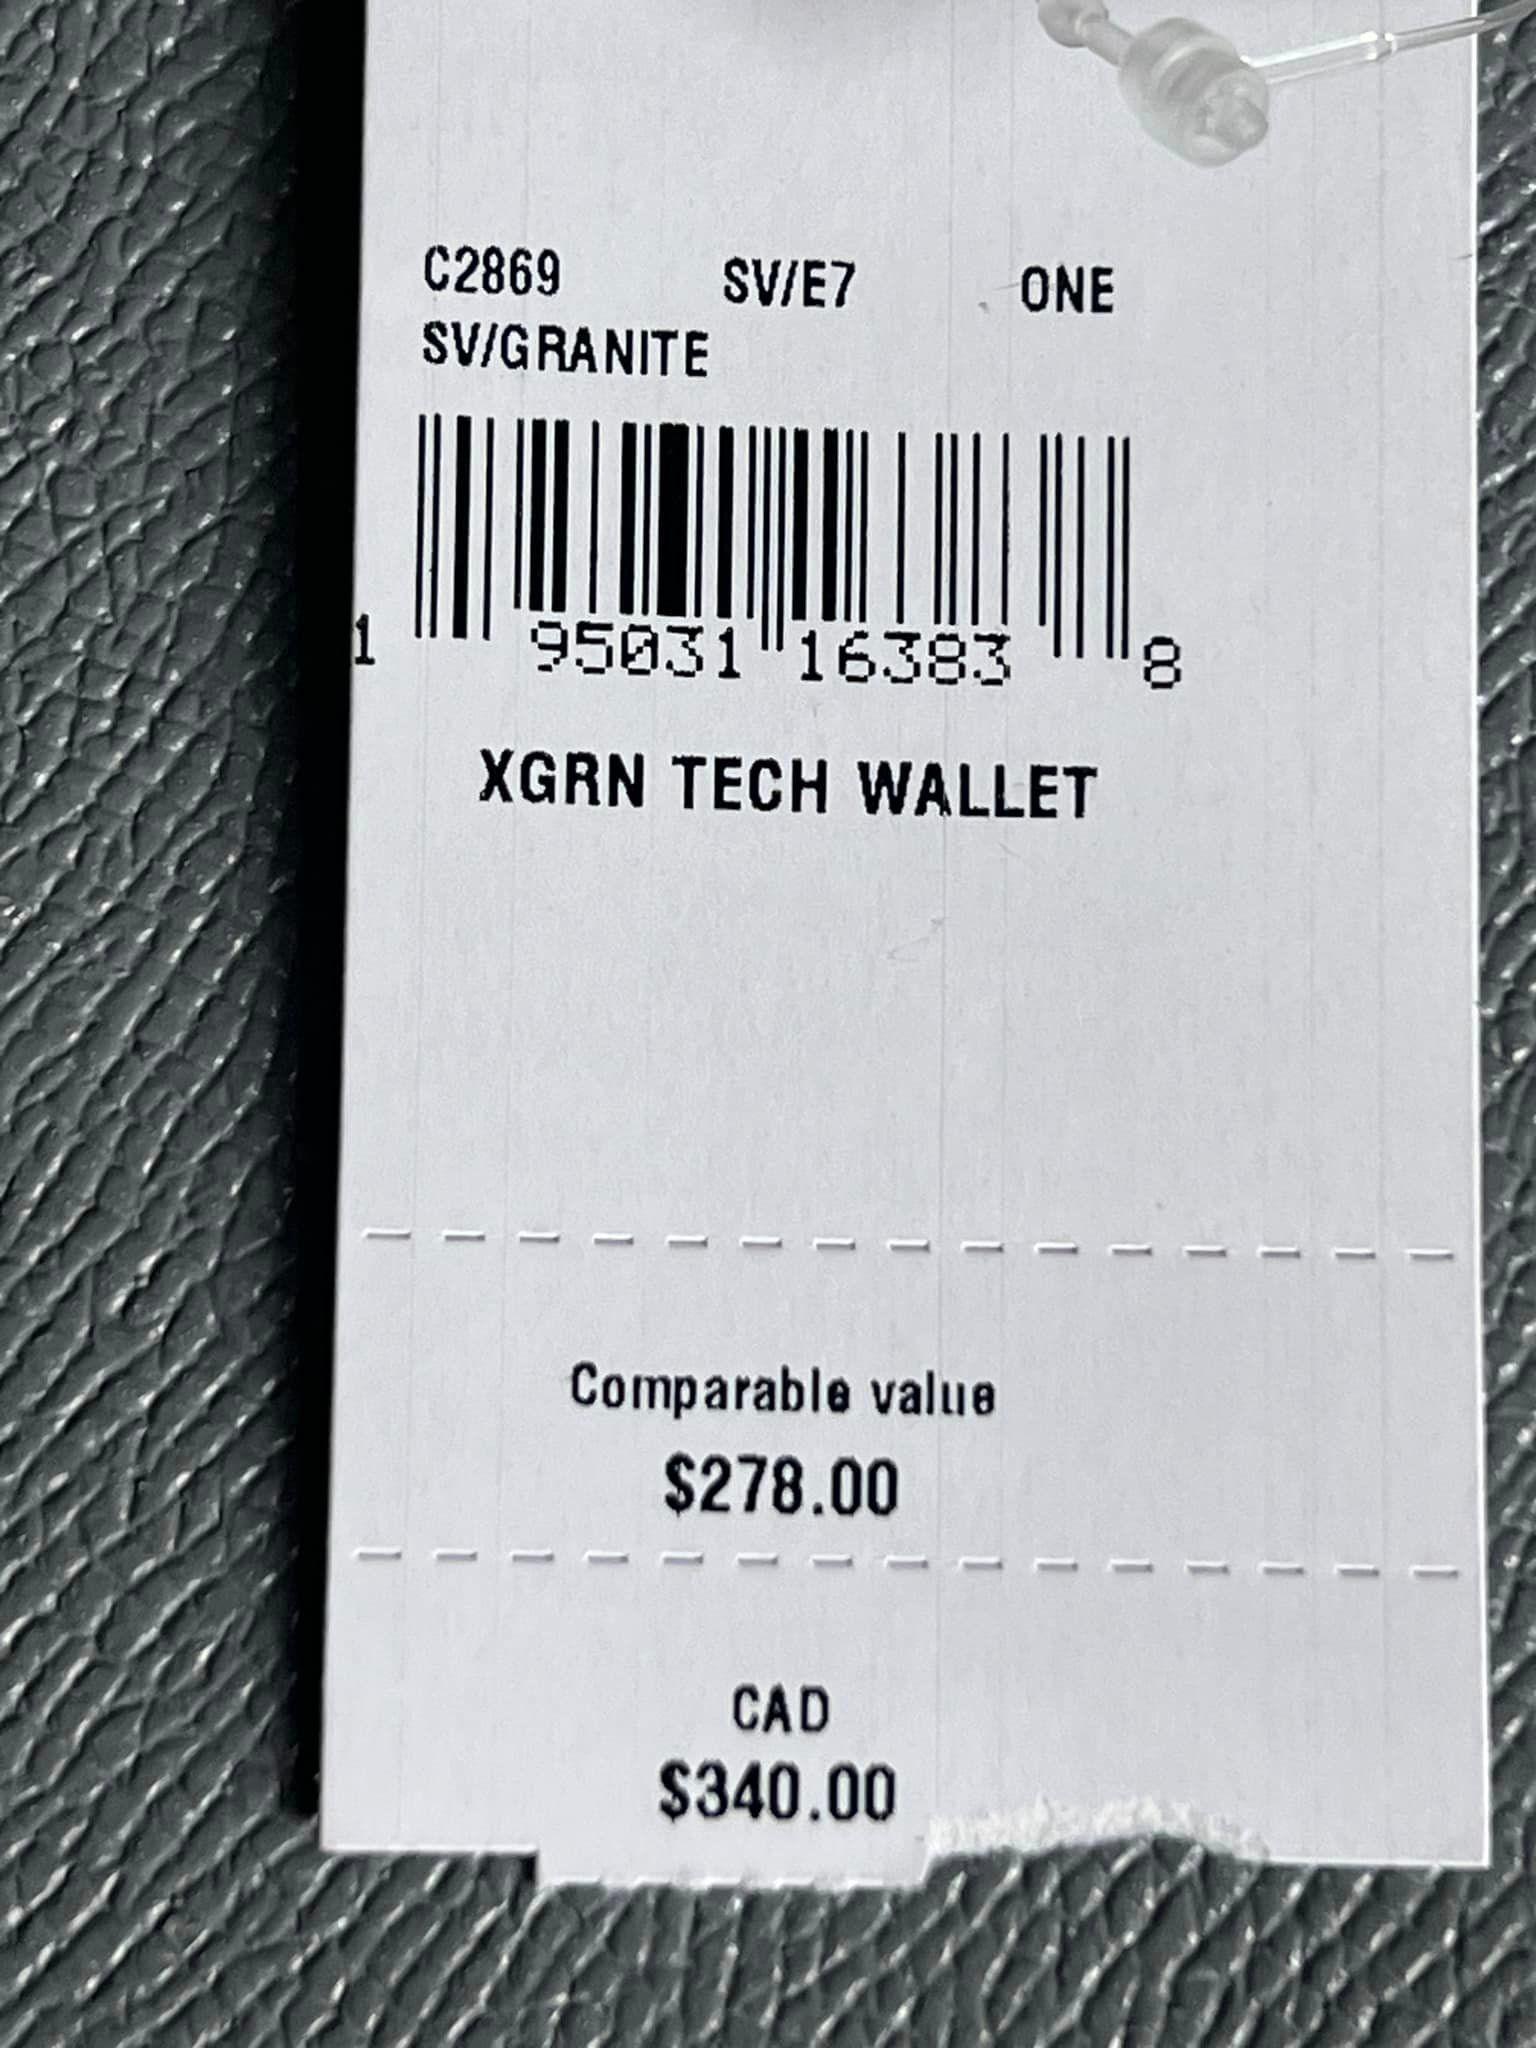 C2869 SV/E7 ONE
SV/GRANITE
1 95031 16383 8
XGRN TECH WALLET
Comparable value
$278.00
CAD
$340.00